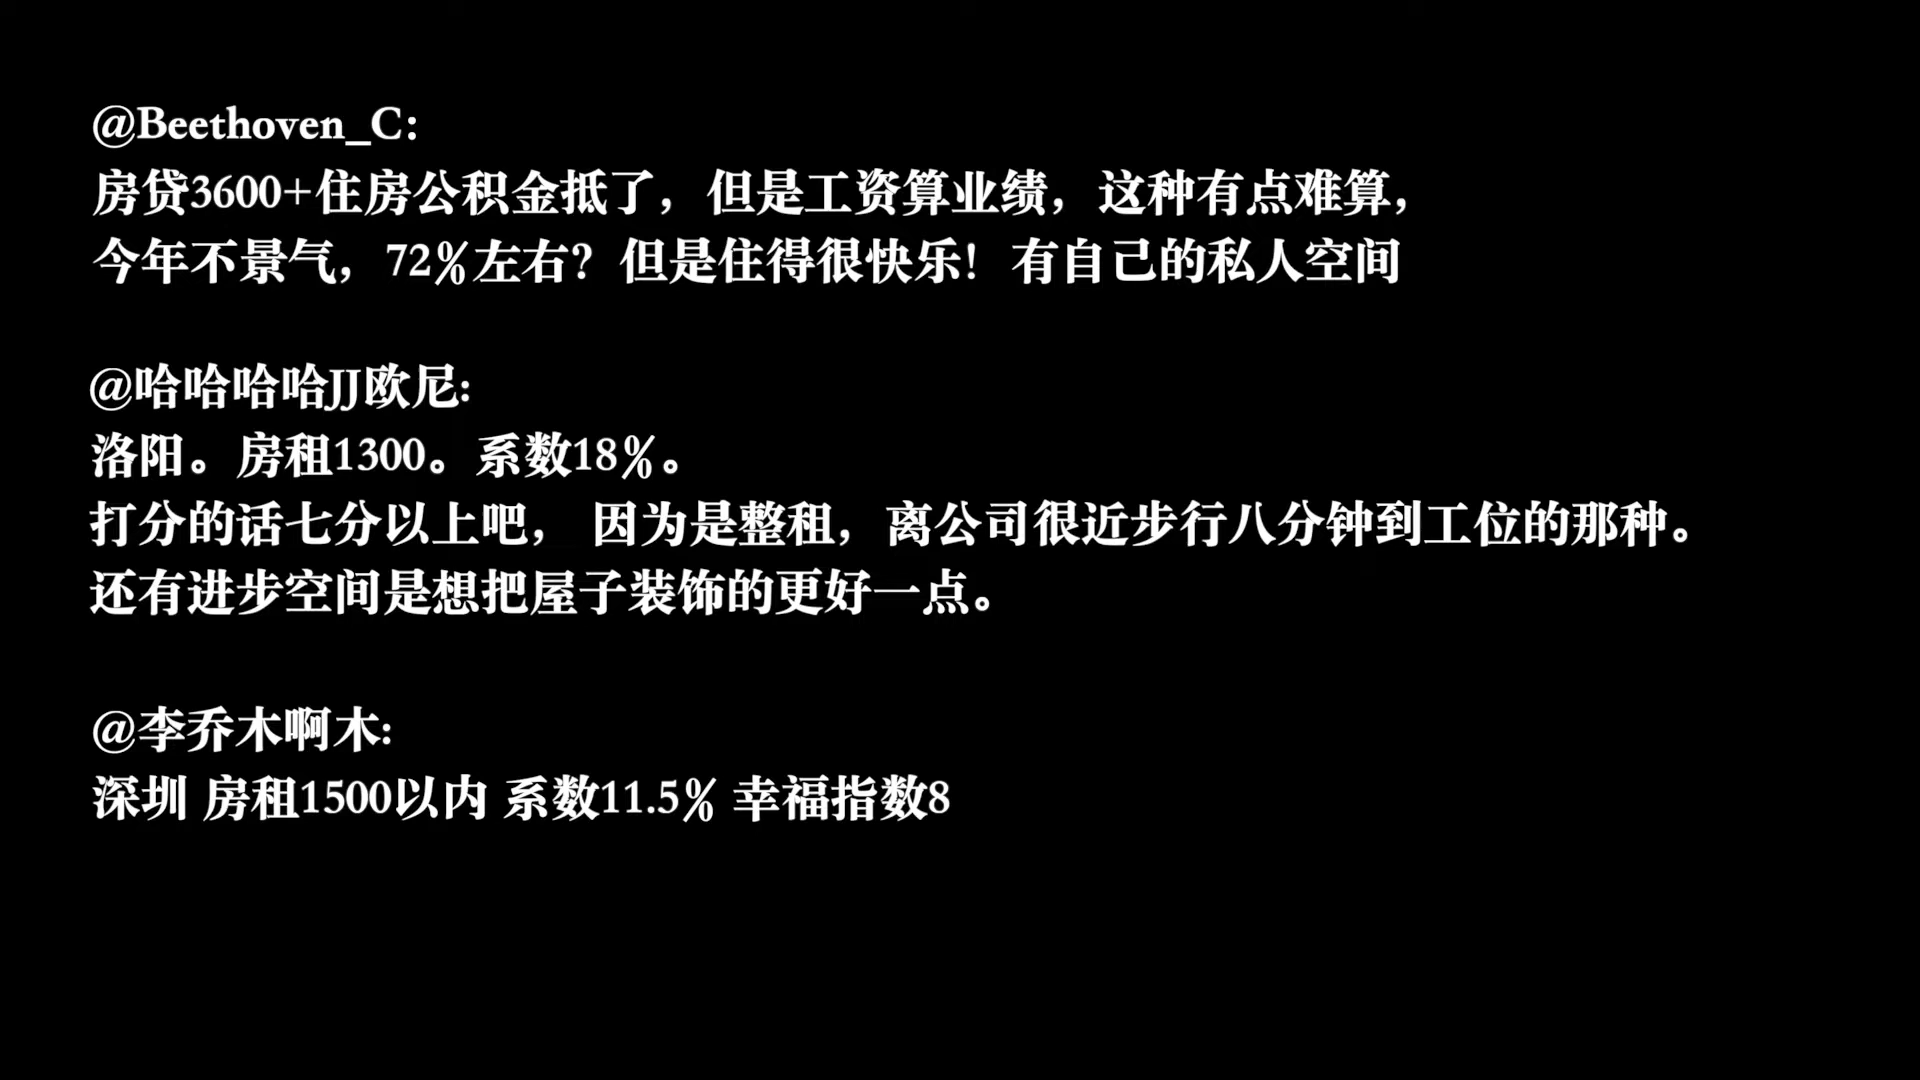 @Beethoven_C:
房贷3600+住房公积金抵了，但是工资算业绩，这种有点难算，
今年不景气，72%左右？但是住得很快乐！有自己的私人空间
@哈哈哈哈JJ欧尼:
洛阳。房租1300。系数18%。
打分的话七分以上吧， 因为是整租，离公司很近步行八分钟到工位的那种。
还有进步空间是想把屋子装饰的更好一点。
@李乔木啊木:
深圳 房租1500以内 系数11.5% 幸福指数8